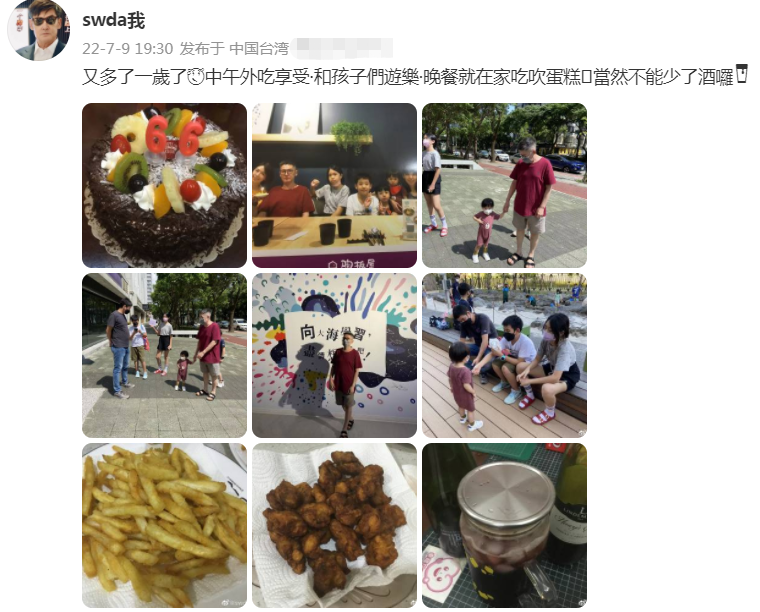 swda我
22-7-9 19:30 发布于 中国台湾
又多了一歲了中午外吃享受·和孩子們遊樂·晚餐就在家吃吹蛋糕當然不能少了酒囉
66
向大海學習，